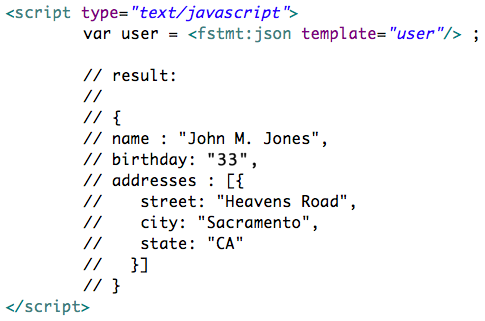 <script type="text/javascript">
        var user = <fstmt:json template="user"/> ;

        // result:
        //
        // {
        // name : "John M. Jones",
        // birthday: "33",
        // addresses : [{
        //    street: "Heavens Road",
        //    city: "Sacramento",
        //    state: "CA"
        //   }]
        // }
</script>